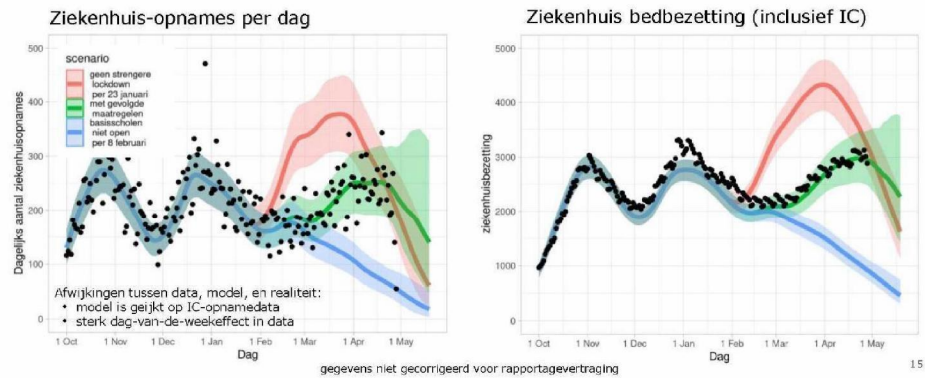 Ziekenhuis-opnames per dag
500
400
300
200
100
0
Dagelijks aantal ziekenhuisopnames
scenario
geen strengere
lockdown
per 23 januari
met gevolgde
maatregelen
basisscholen
niet open
per 8 februari
Afwijkingen tussen data, model, en realiteit:
• model is geijkt op IC-opnamedata
• sterk dag-van-de-weekeffect in data
1 Oct 1 Nov 1 Dec 1 Jan 1 Feb 1 Mar 1 Apr 1 May
Dag
Ziekenhuis bedbezetting (inclusief IC)
5000
4000
3000
2000
1000
0
ziekenhuisbezetting
1 Oct 1 Nov 1 Dec 1 Jan 1 Feb 1 Mar 1 Apr 1 May
Dag
gegevens niet gecorrigeerd voor rapportagevertraging
15